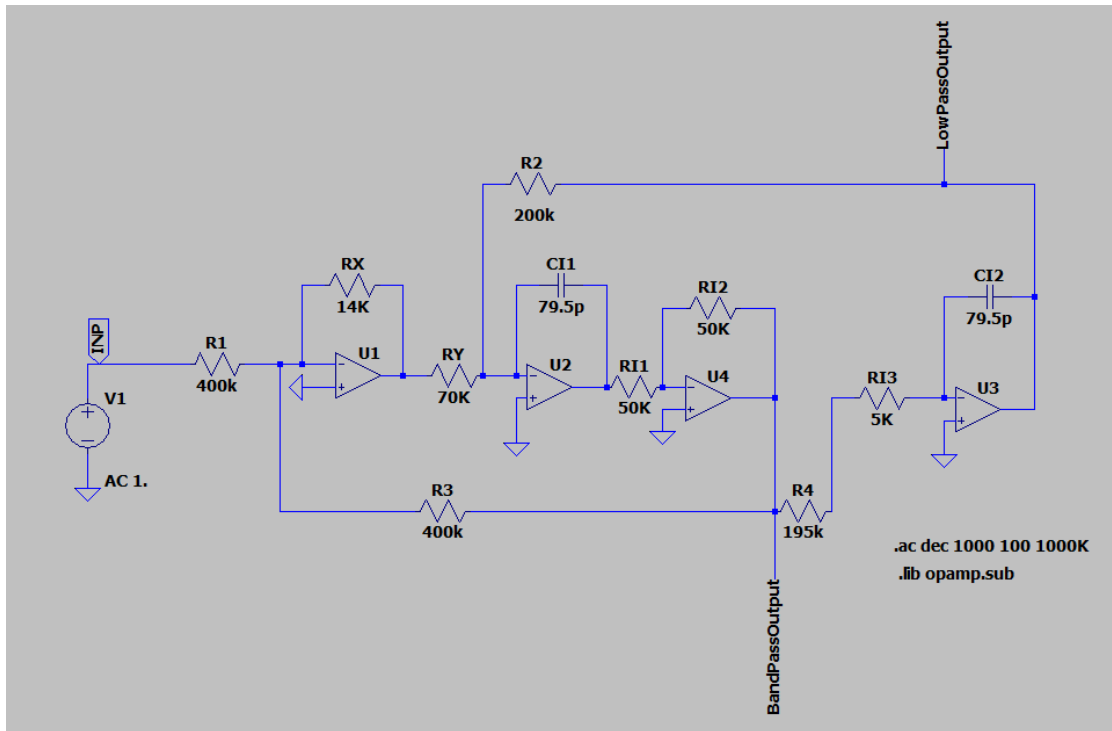 LowPassOutput
R2
200k
RX
14K
CI1
79.5p
RI2
50K
CI2
79.5p
INP
R1
400k
U1
RY
70K
U2
RI1
50K
U4
RI3
5K
U3
V1
AC 1.
R3
400k
R4
195k
.ac dec 1000 100 1000K
.lib opamp.sub
BandPassOutput